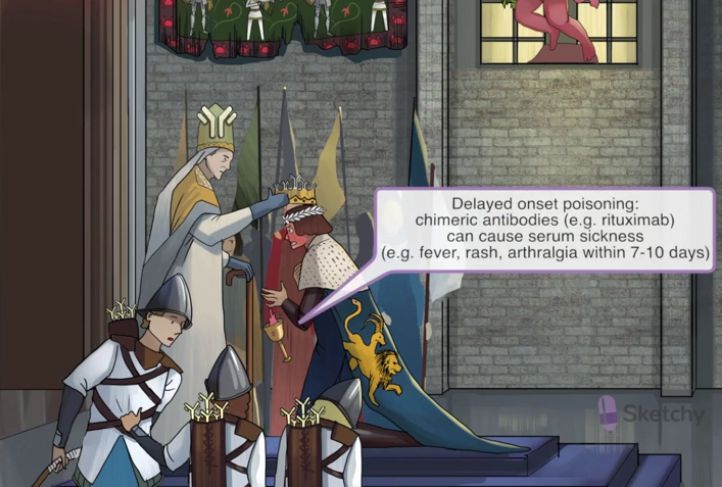 Delayed onset poisoning:
chimeric antibodies (e.g. rituximab)
can cause serum sickness
(e.g. fever, rash, arthralgia within 7-10 days)
Sketchy